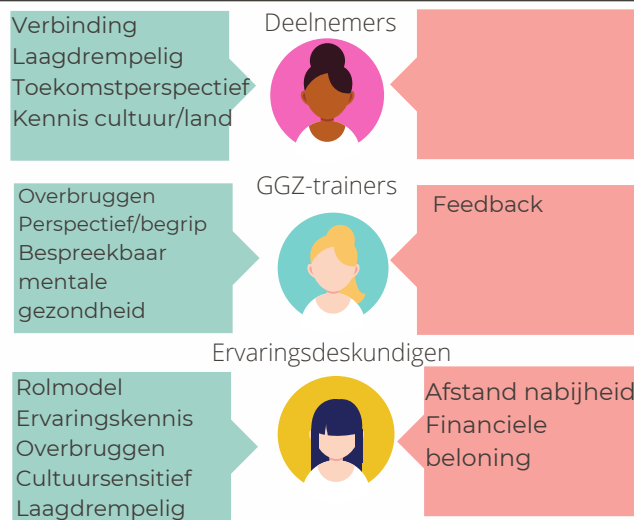 Deelnemers
Verbinding
Laagdrempelig
Toekomstperspectief
Kennis cultuur/land
GGZ-trainers
Overbruggen
Perspectief/begrip
Bespreekbaar
mentale
gezondheid
Feedback
Ervaringsdeskundigen
Rolmodel
Ervaringskennis
Overbruggen
Cultuursensitief
Laagdrempelig
Afstand nabijheid
Financiele
beloning